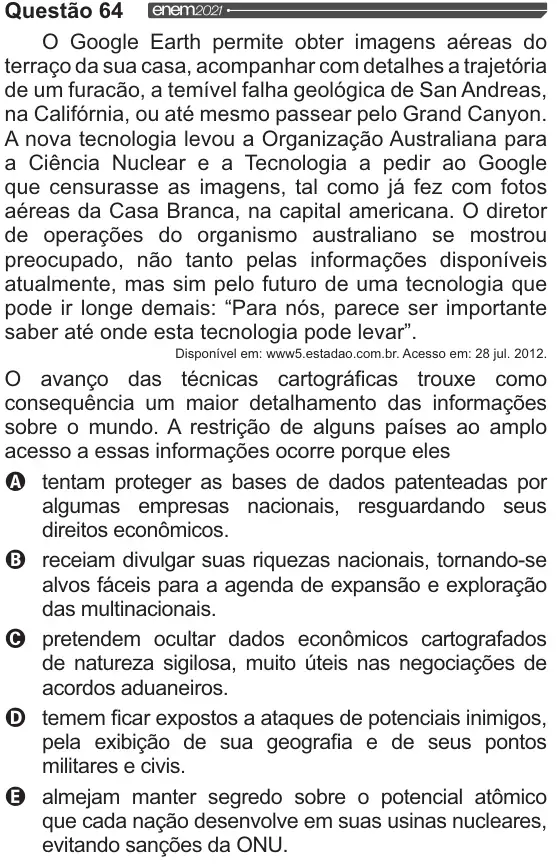 Questão 64 enem2021
O Google Earth permite obter imagens aéreas do
terraço da sua casa, acompanhar com detalhes a trajetória
de um furacão, a temível falha geológica de San Andreas,
na Califórnia, ou até mesmo passear pelo Grand Canyon.
A nova tecnologia levou a Organização Australiana para
a Ciência Nuclear e a Tecnologia a pedir ao Google
que censurasse as imagens, tal como já fez com fotos
aéreas da Casa Branca, na capital americana. O diretor
de operações do organismo australiano se mostrou
preocupado, não tanto pelas informações disponíveis
atualmente, mas sim pelo futuro de uma tecnologia que
pode ir longe demais: “Para nós, parece ser importante
saber até onde esta tecnologia pode levar”.
Disponível em: www5.estadao.com.br. Acesso em: 28 jul. 2012.
O avanço das técnicas cartográficas trouxe como
consequência um maior detalhamento das informações
sobre o mundo. A restrição de alguns países ao amplo
acesso a essas informações ocorre porque eles
A tentam proteger as bases de dados patenteadas por
algumas empresas nacionais, resguardando seus
direitos econômicos.
B receiam divulgar suas riquezas nacionais, tornando-se
alvos fáceis para a agenda de expansão e exploração
das multinacionais.
C pretendem ocultar dados econômicos cartografados
de natureza sigilosa, muito úteis nas negociações de
acordos aduaneiros.
D temem ficar expostos a ataques de potenciais inimigos,
pela exibição de sua geografia e de seus pontos
militares e civis.
E almejam manter segredo sobre o potencial atômico
que cada nação desenvolve em suas usinas nucleares,
evitando sanções da ONU.